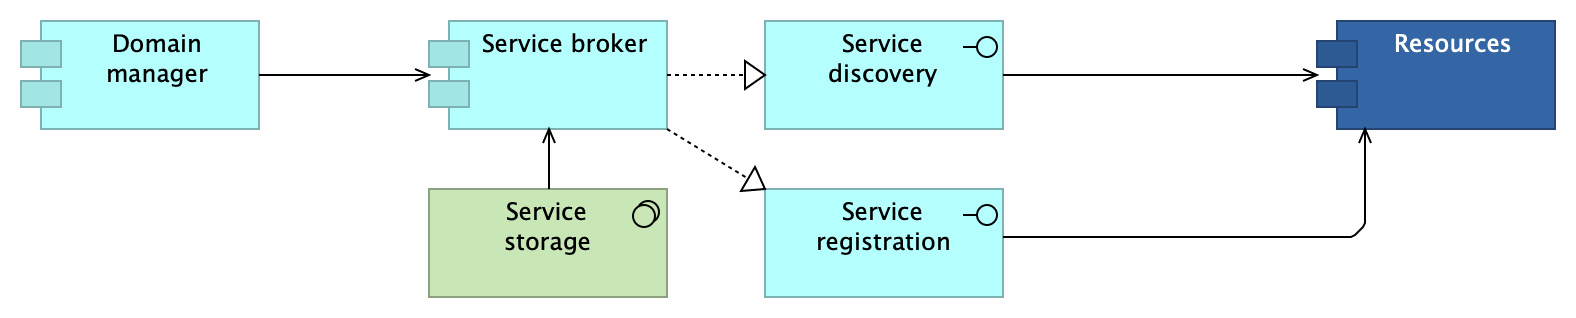 Domain
manager
Service broker
Service
discovery
Resources
Service
storage
Service
registration